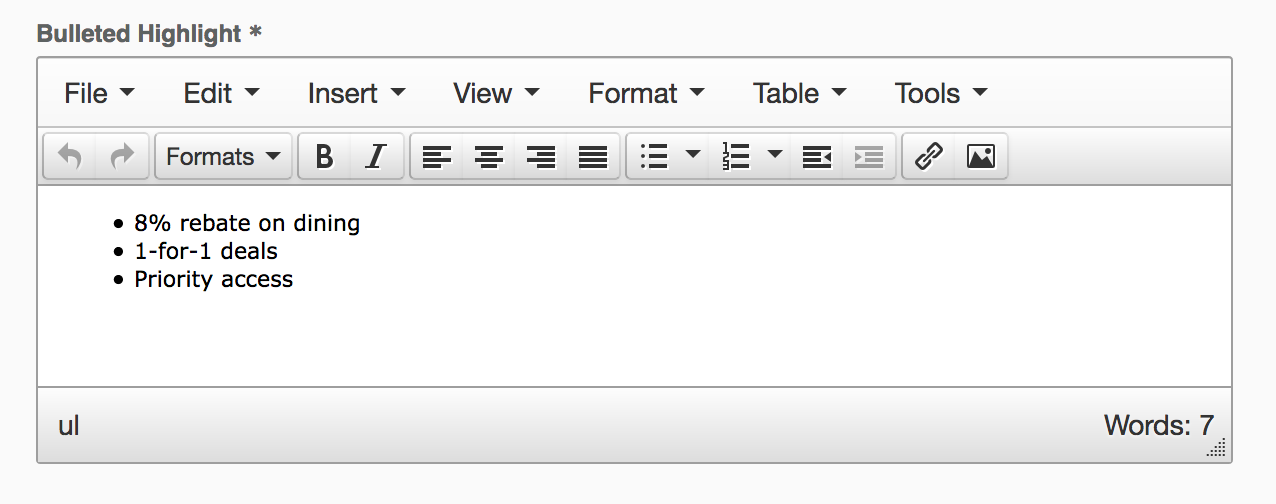 Bulleted Highlight *
File Edit Insert View Format Table Tools
Formats B I
• 8% rebate on dining
• 1-for-1 deals
• Priority access
ul Words: 7